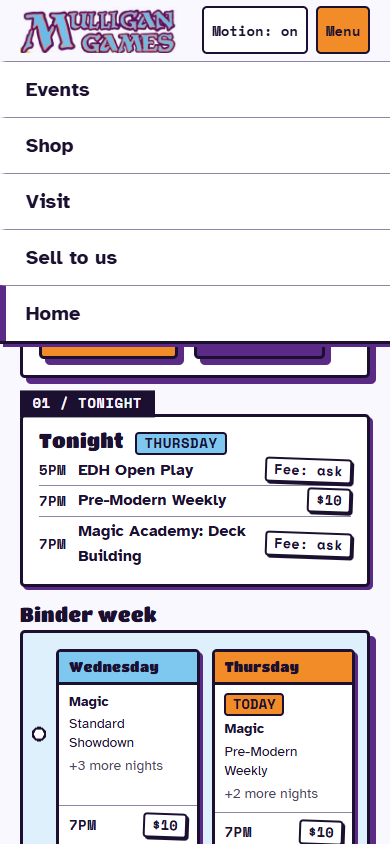 MULLIGAN GAMES
Motion: on
Menu
Events
Shop
Visit
Sell to us
Home
01 / TONIGHT
Tonight THURSDAY
5PM EDH Open Play Fee: ask
7PM Pre-Modern Weekly $10
7PM Magic Academy: Deck
Building Fee: ask
Binder week
Wednesday
Magic
Standard
Showdown
+3 more nights
7PM $10
Thursday
TODAY
Magic
Pre-Modern
Weekly
+2 more nights
7PM $10